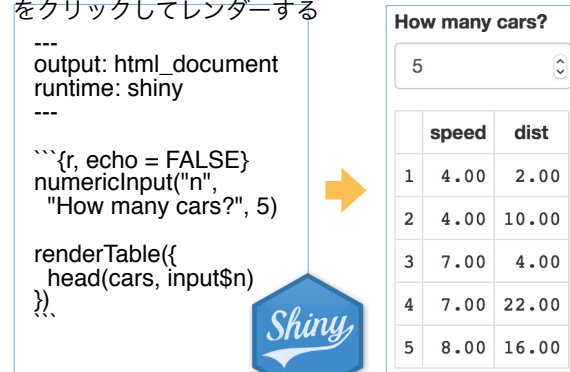 をクリックしてレンダーする
---
output: html_document
runtime: shiny
---
```{r, echo = FALSE}
numericInput("n",
"How many cars?", 5)
renderTable({
head(cars, input$n)
})
```
Shiny
How many cars?
5
speed dist
1 4.00 2.00
2 4.00 10.00
3 7.00 4.00
4 7.00 22.00
5 8.00 16.00